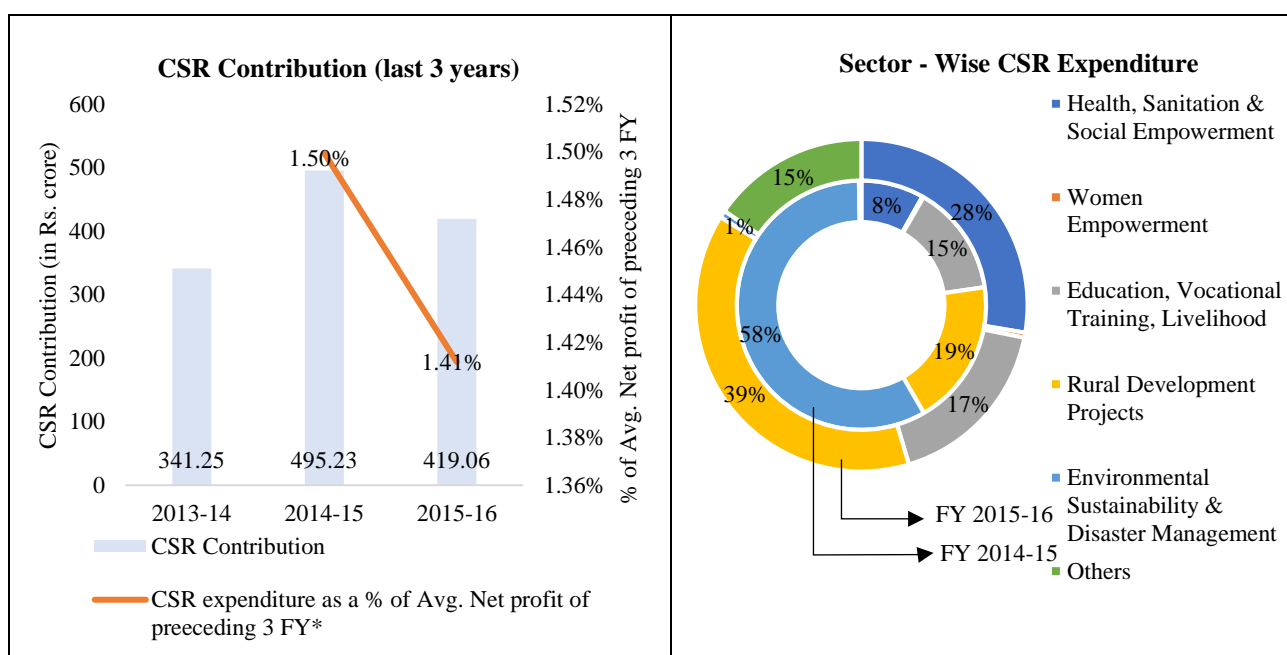 CSR Contribution (last 3 years)
CSR Contribution (in Rs. crore)
600
500
400
300
200
100
0
1.52%
1.50%
1.48%
1.46%
1.44%
1.42%
1.40%
1.38%
1.36%
% of Avg. Net profit of preceeding 3 FY
1.50%
1.41%
341.25
495.23
419.06
2013-14
2014-15
2015-16
CSR Contribution
CSR expenditure as a % of Avg. Net profit of
preceeding 3 FY*
Sector - Wise CSR Expenditure
8%
15%
19%
58%
28%
17%
39%
1%
15%
FY 2015-16
FY 2014-15
Health, Sanitation &
Social Empowerment
Women
Empowerment
Education, Vocational
Training, Livelihood
Rural Development
Projects
Environmental
Sustainability &
Disaster Management
Others